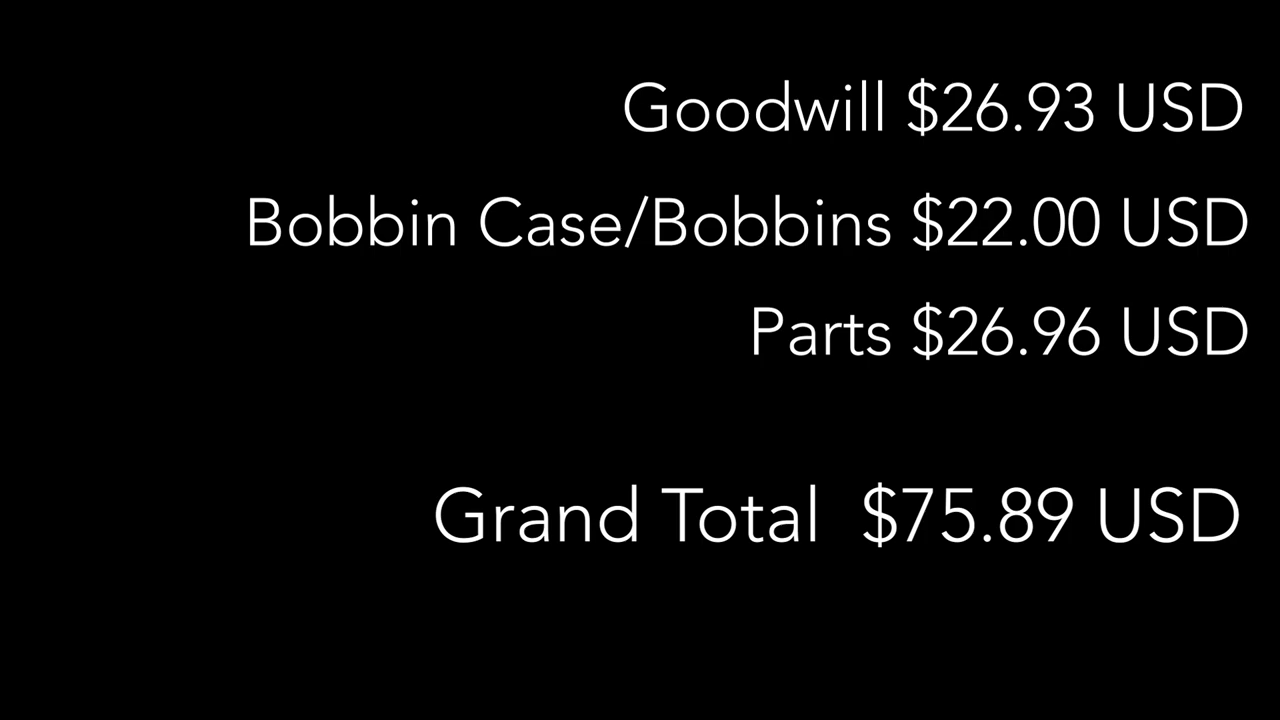 Goodwill $26.93 USD
Bobbin Case/Bobbins $22.00 USD
Parts $26.96 USD
Grand Total $75.89 USD